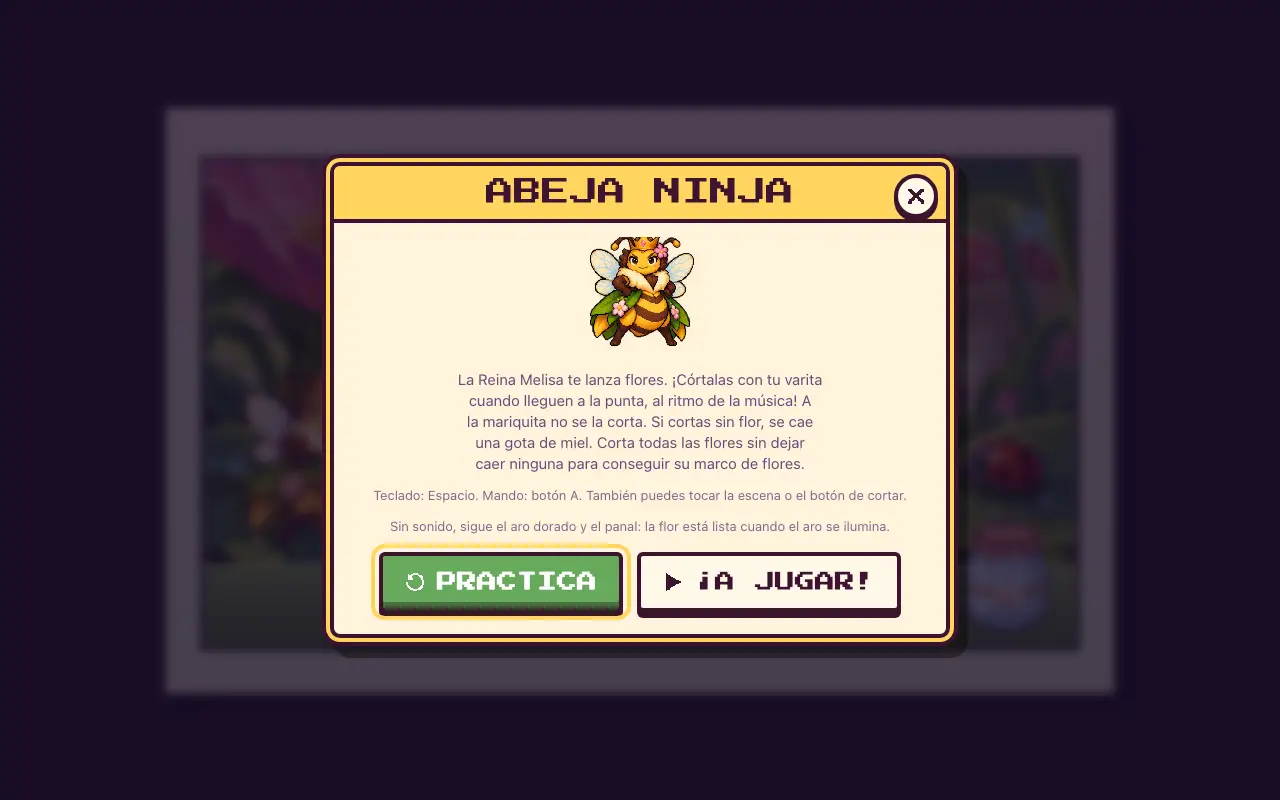 ABEJA NINJA
La Reina Melisa te lanza flores. ¡Córtalas con tu varita
cuando lleguen a la punta, al ritmo de la música! A
la mariquita no se la corta. Si cortas sin flor, se cae
una gota de miel. Corta todas las flores sin dejar
caer ninguna para conseguir su marco de flores.
Teclado: Espacio. Mando: botón A. También puedes tocar la escena o el botón de cortar.
Sin sonido, sigue el aro dorado y el panal: la flor está lista cuando el aro se ilumina.
PRACTICA
¡A JUGAR!